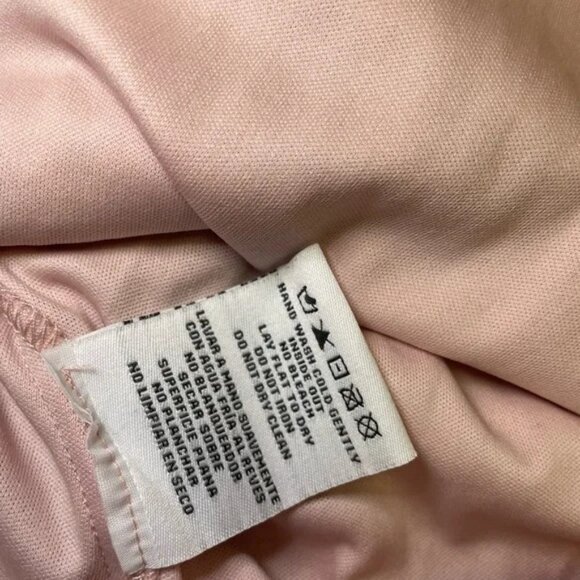 HAND WASH COLD GENTLY
INSIDE OUT
NO BLEACH
LAY FLAT TO DRY
DO NOT IRON
DO NOT DRY CLEAN
LAVAR A MANO SUAVEMENTE
CON AGUA FRIA, AL REVES
NO BLANQUEADOR
SECAR SOBRE
SUPERFICIE PLANA
NO PLANCHAR
NO LIMPIAR EN SECO